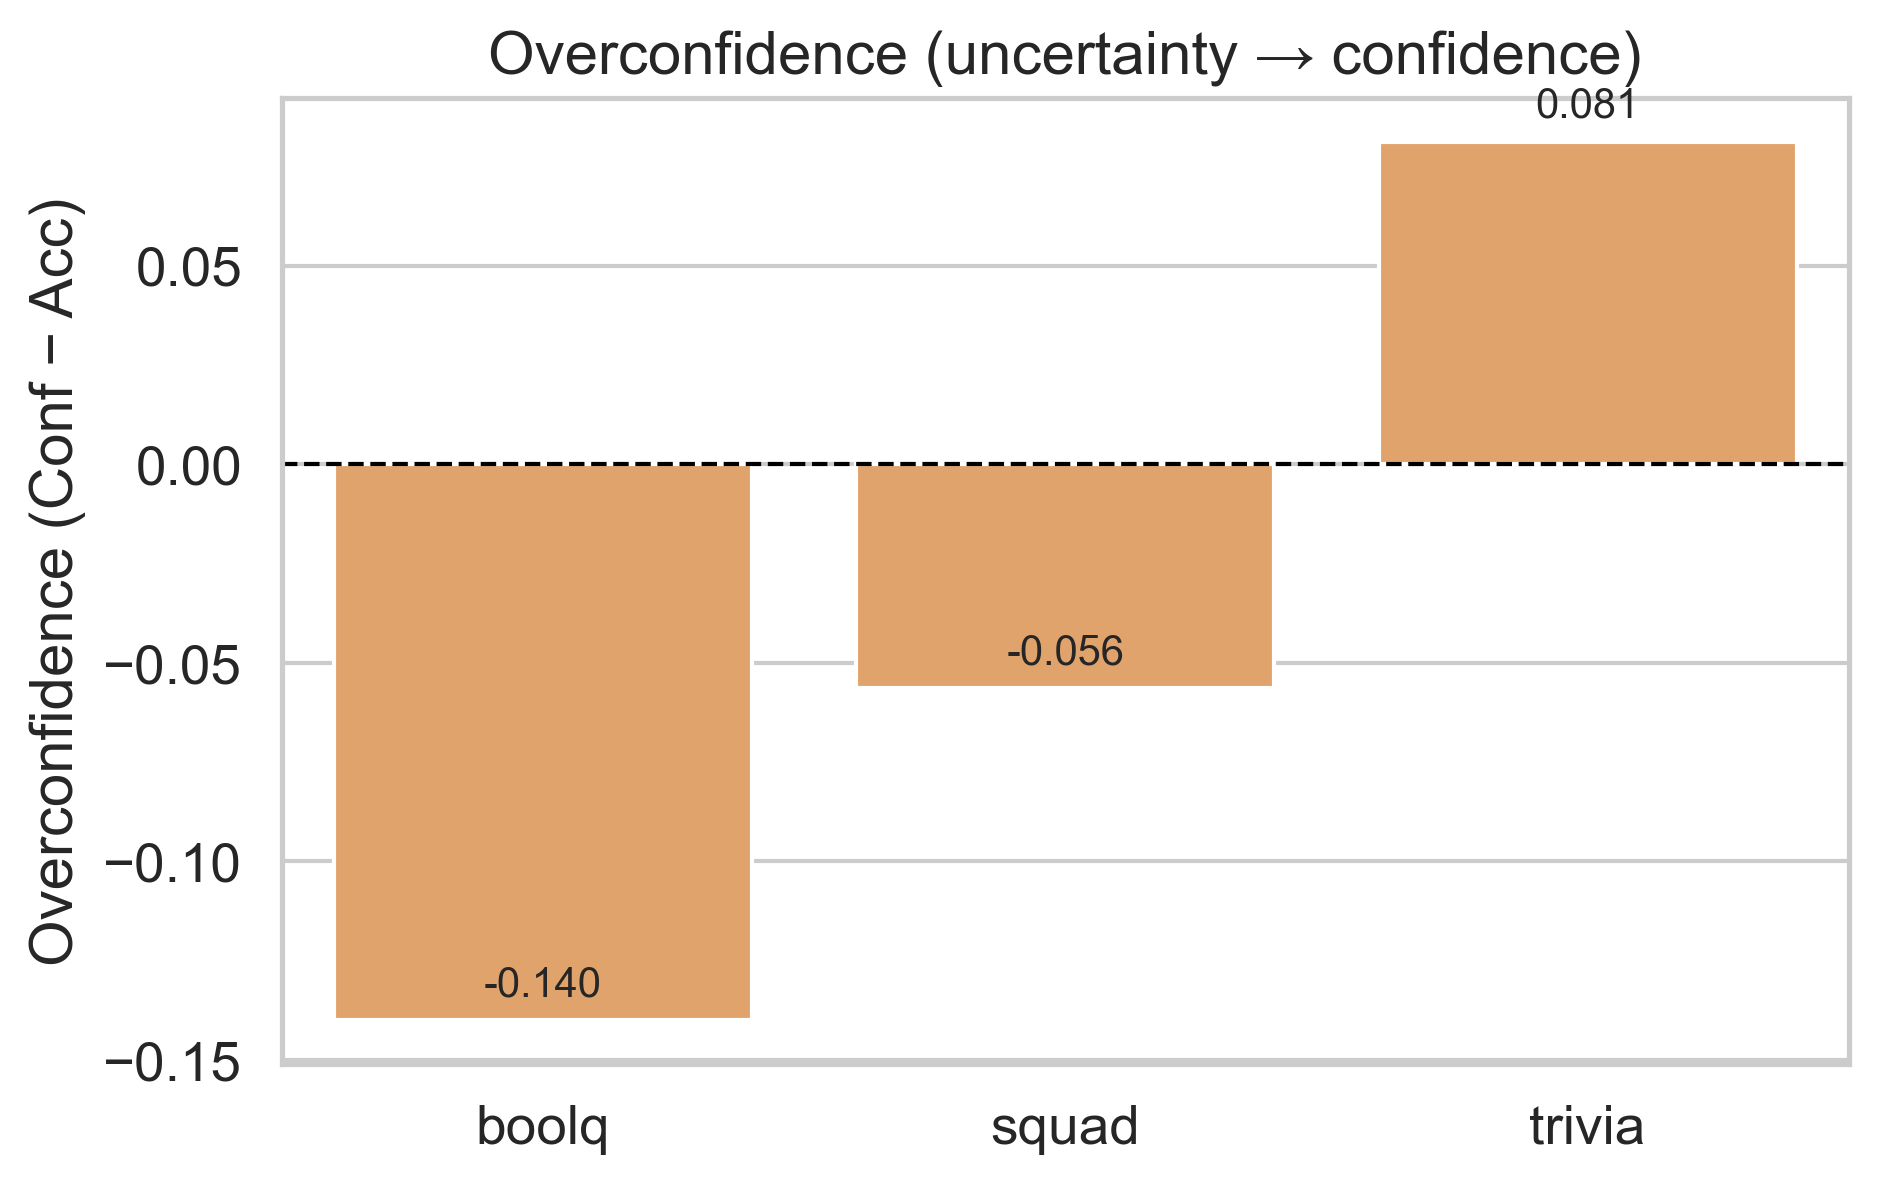 Overconfidence (uncertainty → confidence)
Overconfidence (Conf − Acc)
0.05
0.00
−0.05
−0.10
−0.15
-0.140
-0.056
0.081
boolq
squad
trivia